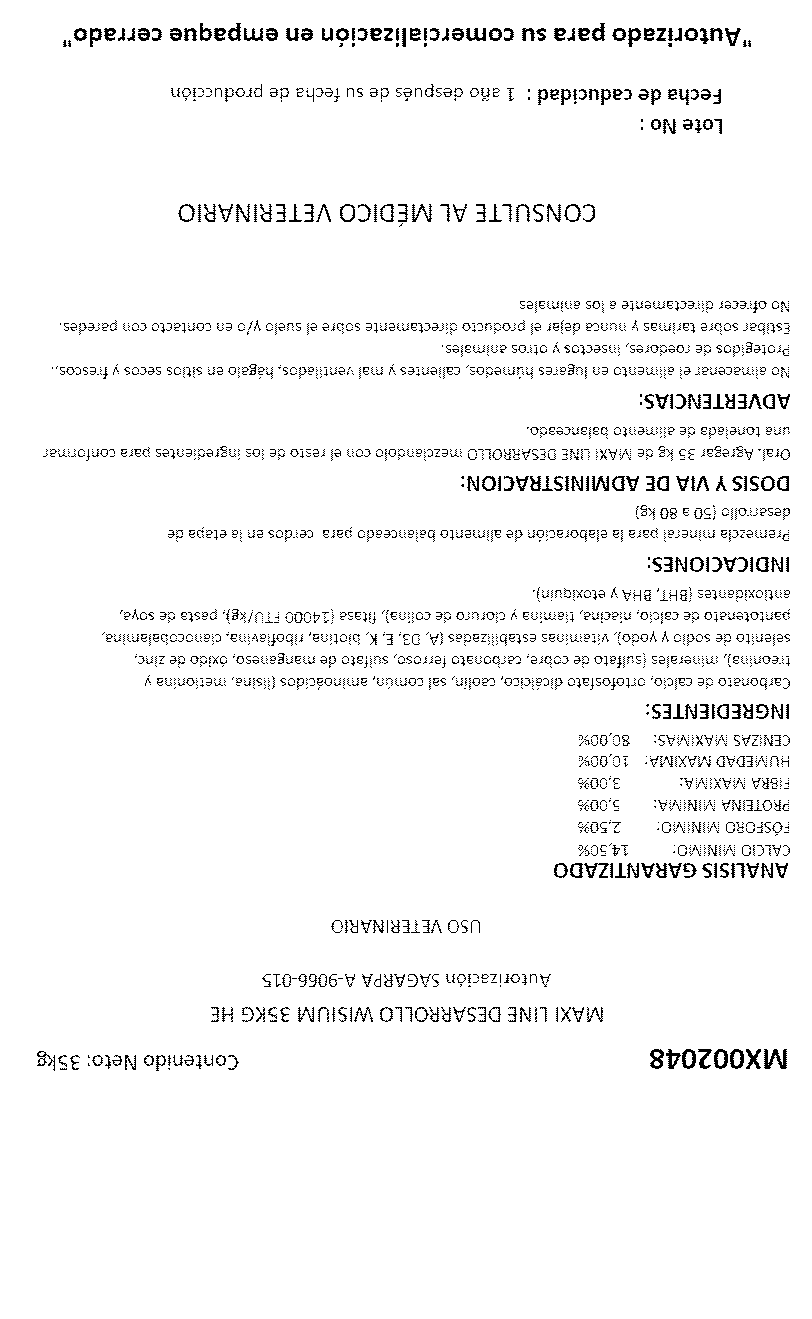 MX002048 Contenido Neto: 35kg
MAXI LINE DESARROLLO WISIUM 35KG HE
Autorización SAGARPA A-9066-015
USO VETERINARIO
ANALISIS GARANTIZADO
CALCIO MINIMO: 14,50%
FÓSFORO MINIMO: 2,50%
PROTEINA MINIMA: 5,00%
FIBRA MAXIMA: 3,00%
HUMEDAD MAXIMA: 10,00%
CENIZAS MAXIMAS: 80,00%
INGREDIENTES:
Carbonato de calcio, ortofosfato dicálcico, caolin, sal común, aminoácidos (lisina, metionina y
treonina), minerales (sulfato de cobre, carbonato ferroso, sulfato de manganeso, óxido de zinc,
selenito de sodio y yodo), vitaminas estabilizadas (A, D3, E, K, biotina, riboflavina, cianocobalamina,
pantotenato de calcio, niacina, tiamina y cloruro de colina), fitasa (14000 FTU/kg), pasta de soya,
antioxidantes (BHT, BHA y etoxiquin).
INDICACIONES:
Premezcla mineral para la elaboración de alimento balanceado para cerdos en la etapa de
desarrollo (50 a 80 kg)
DOSIS Y VIA DE ADMINISTRACION:
Oral. Agregar 35 kg de MAXI LINE DESARROLLO mezclandolo con el resto de los ingredientes para conformar
una tonelada de alimento balanceado.
ADVERTENCIAS:
No almacenar el alimento en lugares húmedos, calientes y mal ventilados, hágalo en sitios secos y frescos,.
Protegidos de roedores, insectos y otros animales.
Estibar sobre tarimas y nunca dejar el producto directamente sobre el suelo y/o en contacto con paredes.
No ofrecer directamente a los animales
CONSULTE AL MÉDICO VETERINARIO
Lote No :
Fecha de caducidad : 1 año después de su fecha de producción
"Autorizado para su comercialización en empaque cerrado"